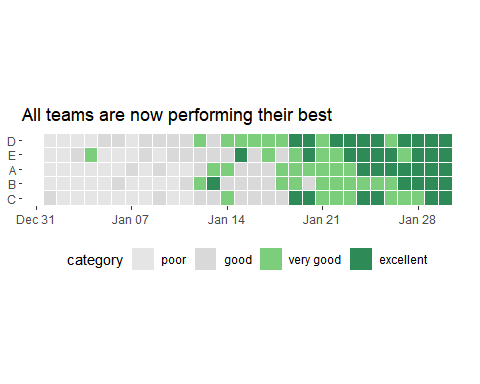 All teams are now performing their best
D
E
A
B
C
Dec 31 Jan 07 Jan 14 Jan 21 Jan 28
category poor good very good excellent